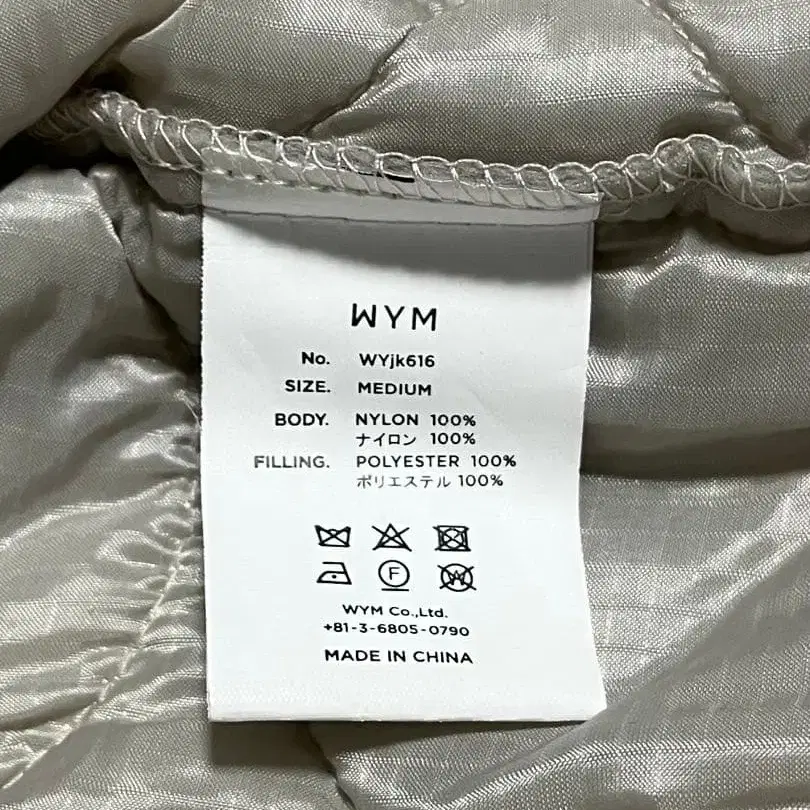 WYM
No. WYjk616
SIZE. MEDIUM
BODY. NYLON 100%
ナイロン 100%
FILLING. POLYESTER 100%
ポリエステル 100%
F
W
WYM Co.,Ltd.
+81-3-6805-0790
MADE IN CHINA